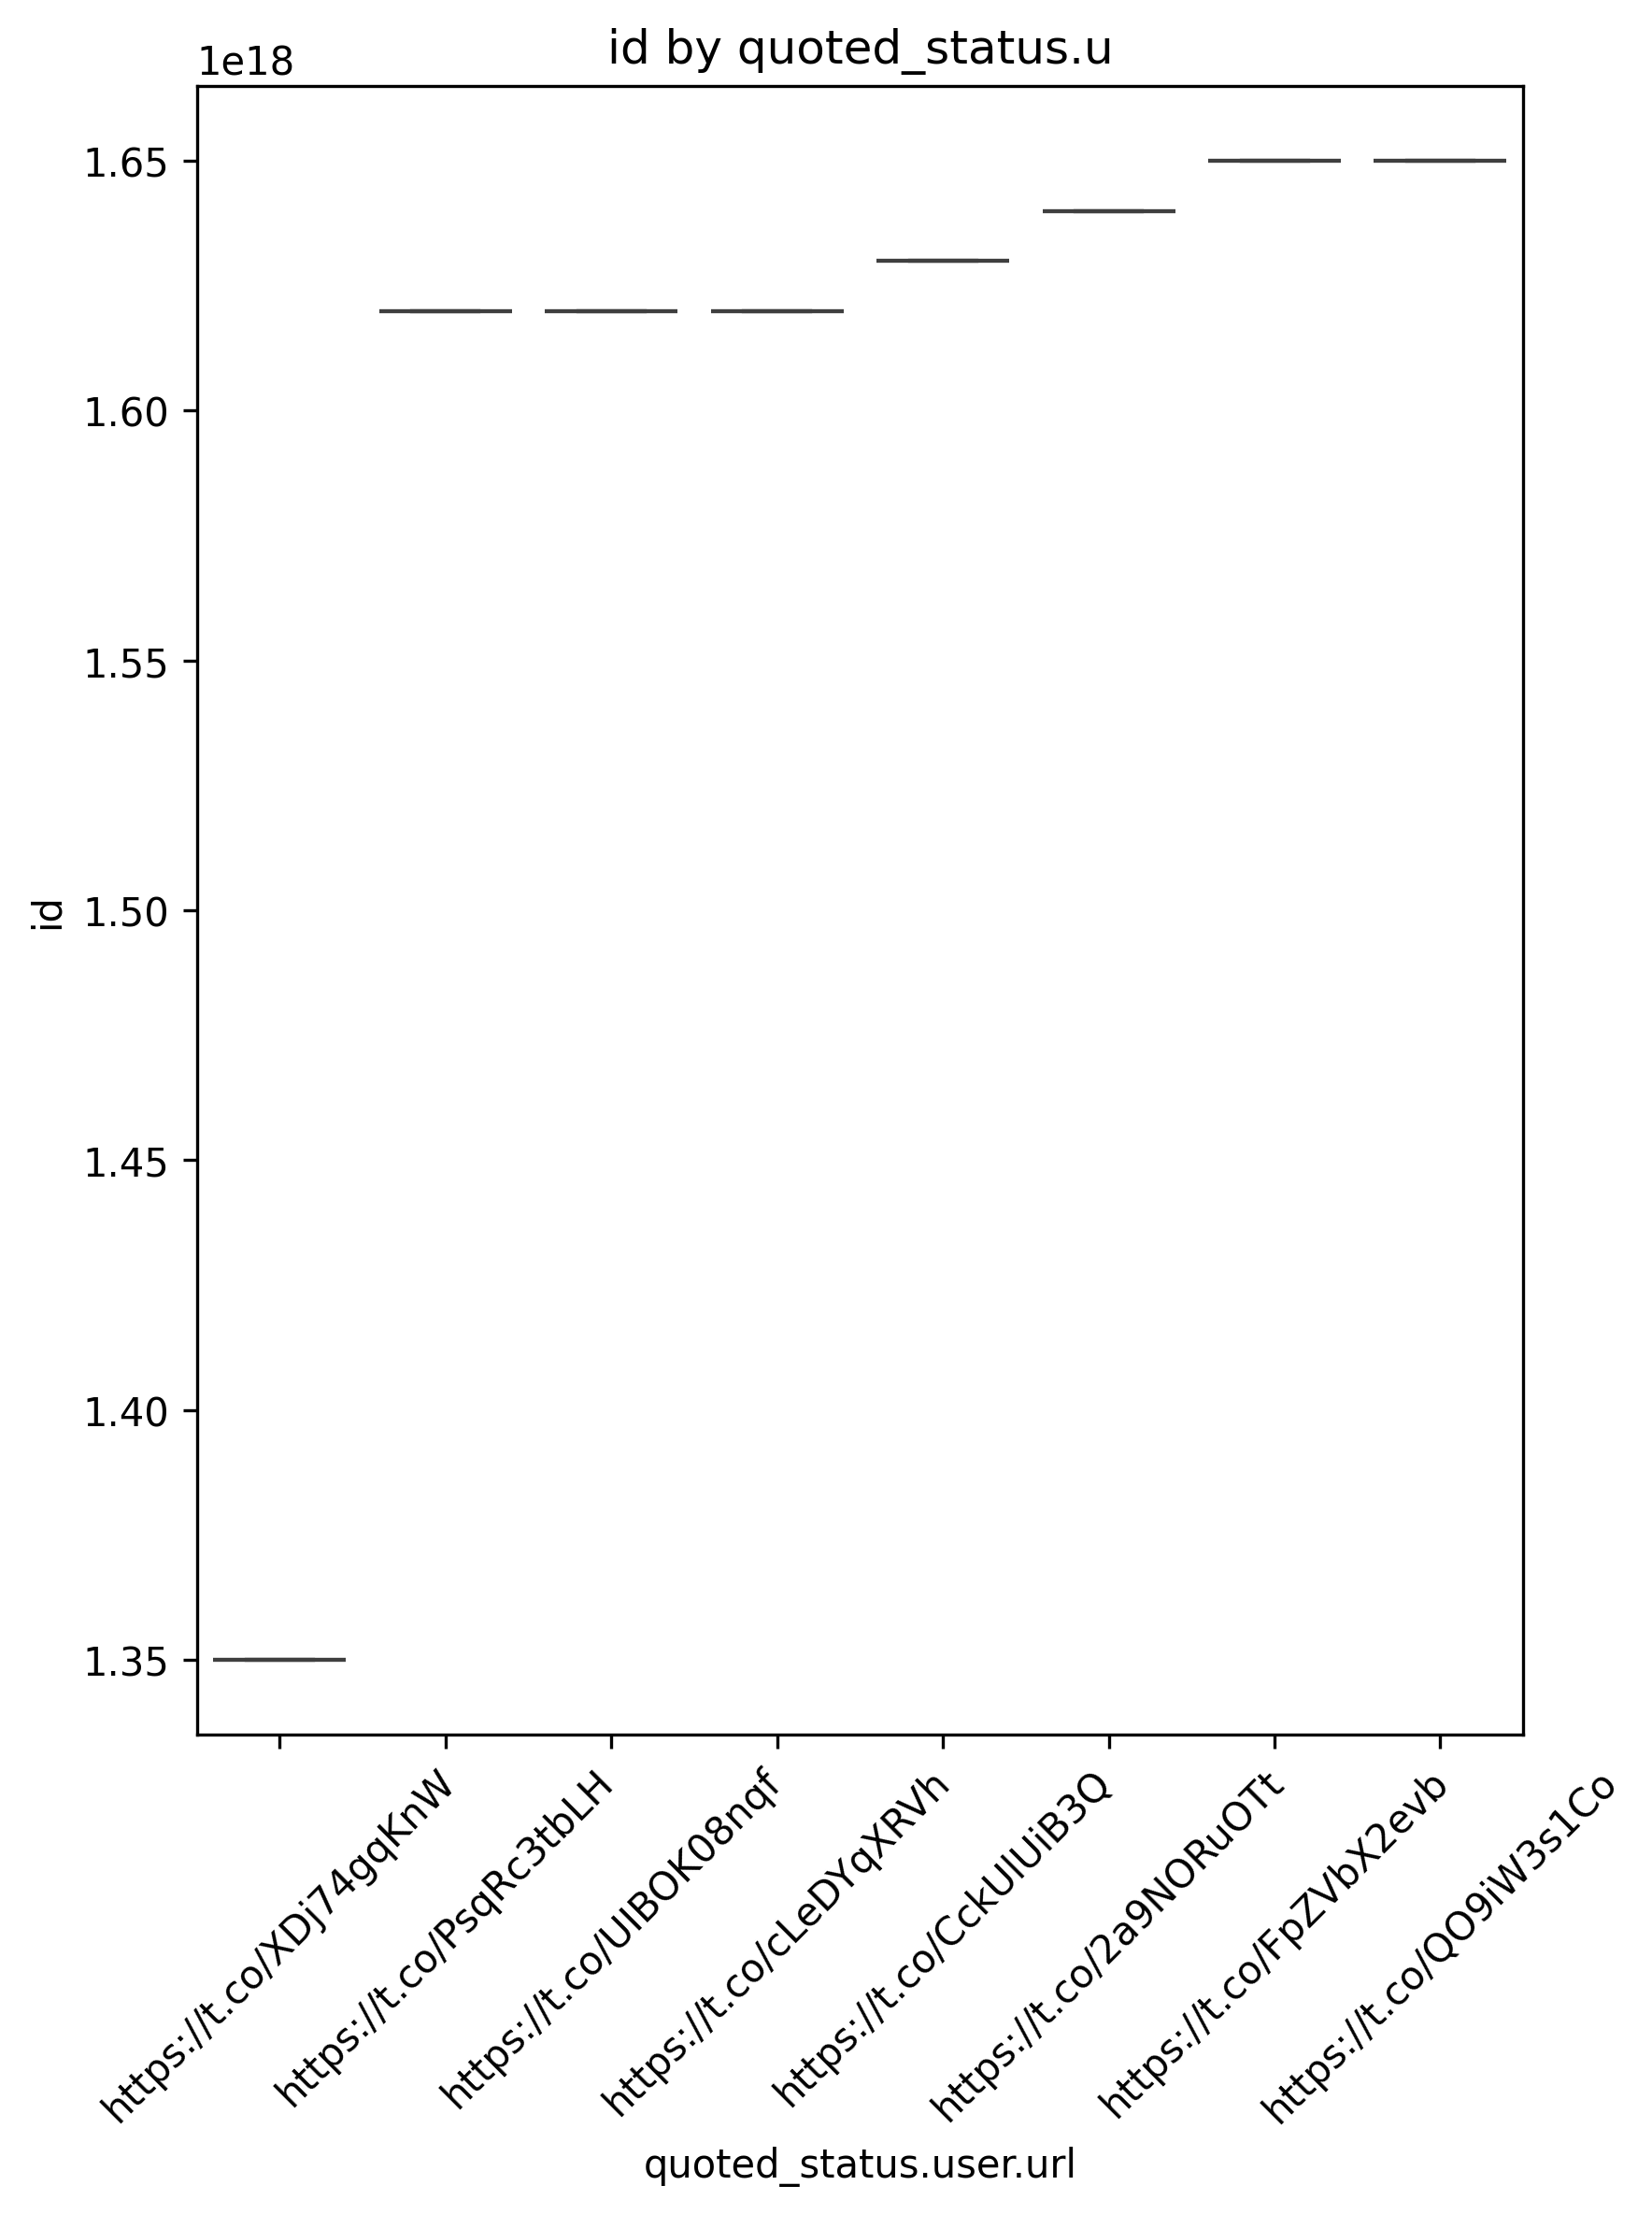 id by quoted_status.u
1e18
1.65
1.60
1.55
1.50
1.45
1.40
1.35
id
https://t.co/XDj74gqKnW
https://t.co/PsqRc3tbLH
https://t.co/UlBOK08nqf
https://t.co/cLeDYqXRVh
https://t.co/CckUlUiB3Q
https://t.co/2a9NORuOTt
https://t.co/FpZVbX2evb
https://t.co/QO9iW3s1Co
quoted_status.user.url